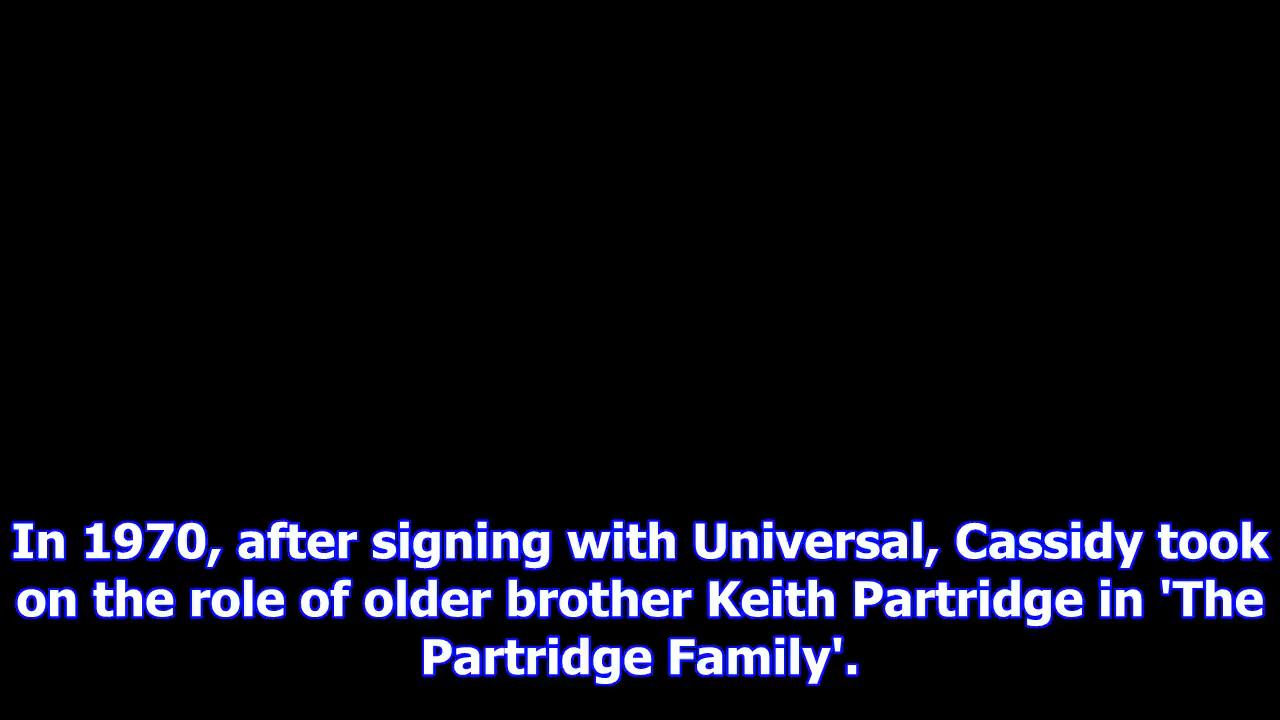 In 1970, after signing with Universal, Cassidy took
on the role of older brother Keith Partridge in 'The
Partridge Family'.